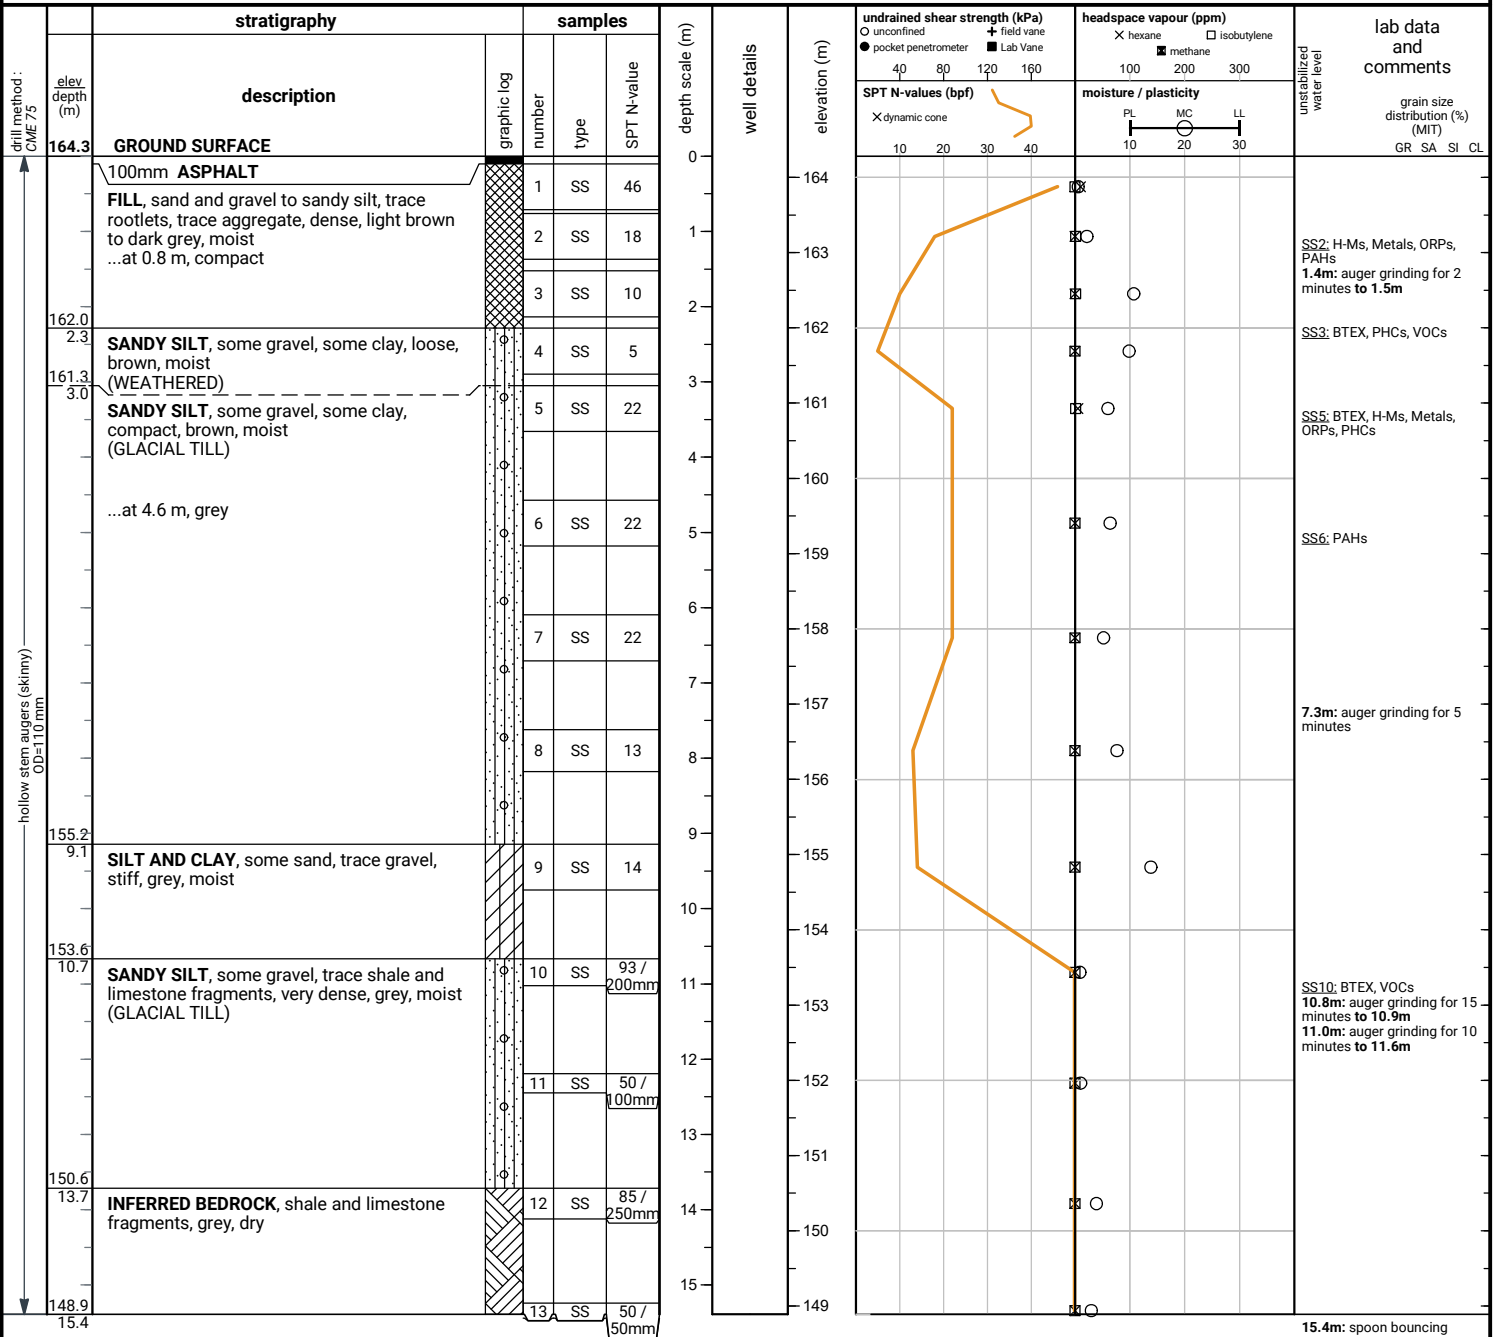 stratigraphy
samples
drill method :
CME 75
elev
depth
(m)
description
graphic log
number
type
SPT N-value
depth scale (m)
well details
elevation (m)
undrained shear strength (kPa)
unconfined
field vane
pocket penetrometer
Lab Vane
40 80 120 160
SPT N-values (bpf)
dynamic cone
10 20 30 40
headspace vapour (ppm)
hexane
isobutylene
methane
100 200 300
moisture / plasticity
PL MC LL
10 20 30
unstabilized
water level
lab data
and
comments
grain size
distribution (%)
(MIT)
GR SA SI CL
164.3 GROUND SURFACE
100mm ASPHALT
FILL, sand and gravel to sandy silt, trace
rootlets, trace aggregate, dense, light brown
to dark grey, moist
...at 0.8 m, compact
162.0
2.3
SANDY SILT, some gravel, some clay, loose,
brown, moist
(WEATHERED)
161.3
3.0
SANDY SILT, some gravel, some clay,
compact, brown, moist
(GLACIAL TILL)
...at 4.6 m, grey
155.2
9.1
SILT AND CLAY, some sand, trace gravel,
stiff, grey, moist
153.6
10.7
SANDY SILT, some gravel, trace shale and
limestone fragments, very dense, grey, moist
(GLACIAL TILL)
150.6
13.7
INFERRED BEDROCK, shale and limestone
fragments, grey, dry
148.9
15.4
hollow stem augers (skinny)
OD=110 mm
1 SS 46
2 SS 18
3 SS 10
4 SS 5
5 SS 22
6 SS 22
7 SS 22
8 SS 13
9 SS 14
10 SS 93 /
200mm
11 SS 50 /
100mm
12 SS 85 /
250mm
13 SS 50 /
50mm
0
1
2
3
4
5
6
7
8
9
10
11
12
13
14
15
164
163
162
161
160
159
158
157
156
155
154
153
152
151
150
149
SS2: H-Ms, Metals, ORPs,
PAHs
1.4m: auger grinding for 2
minutes to 1.5m
SS3: BTEX, PHCs, VOCs
SS5: BTEX, H-Ms, Metals,
ORPs, PHCs
SS6: PAHs
7.3m: auger grinding for 5
minutes
SS10: BTEX, VOCs
10.8m: auger grinding for 15
minutes to 10.9m
11.0m: auger grinding for 10
minutes to 11.6m
15.4m: spoon bouncing